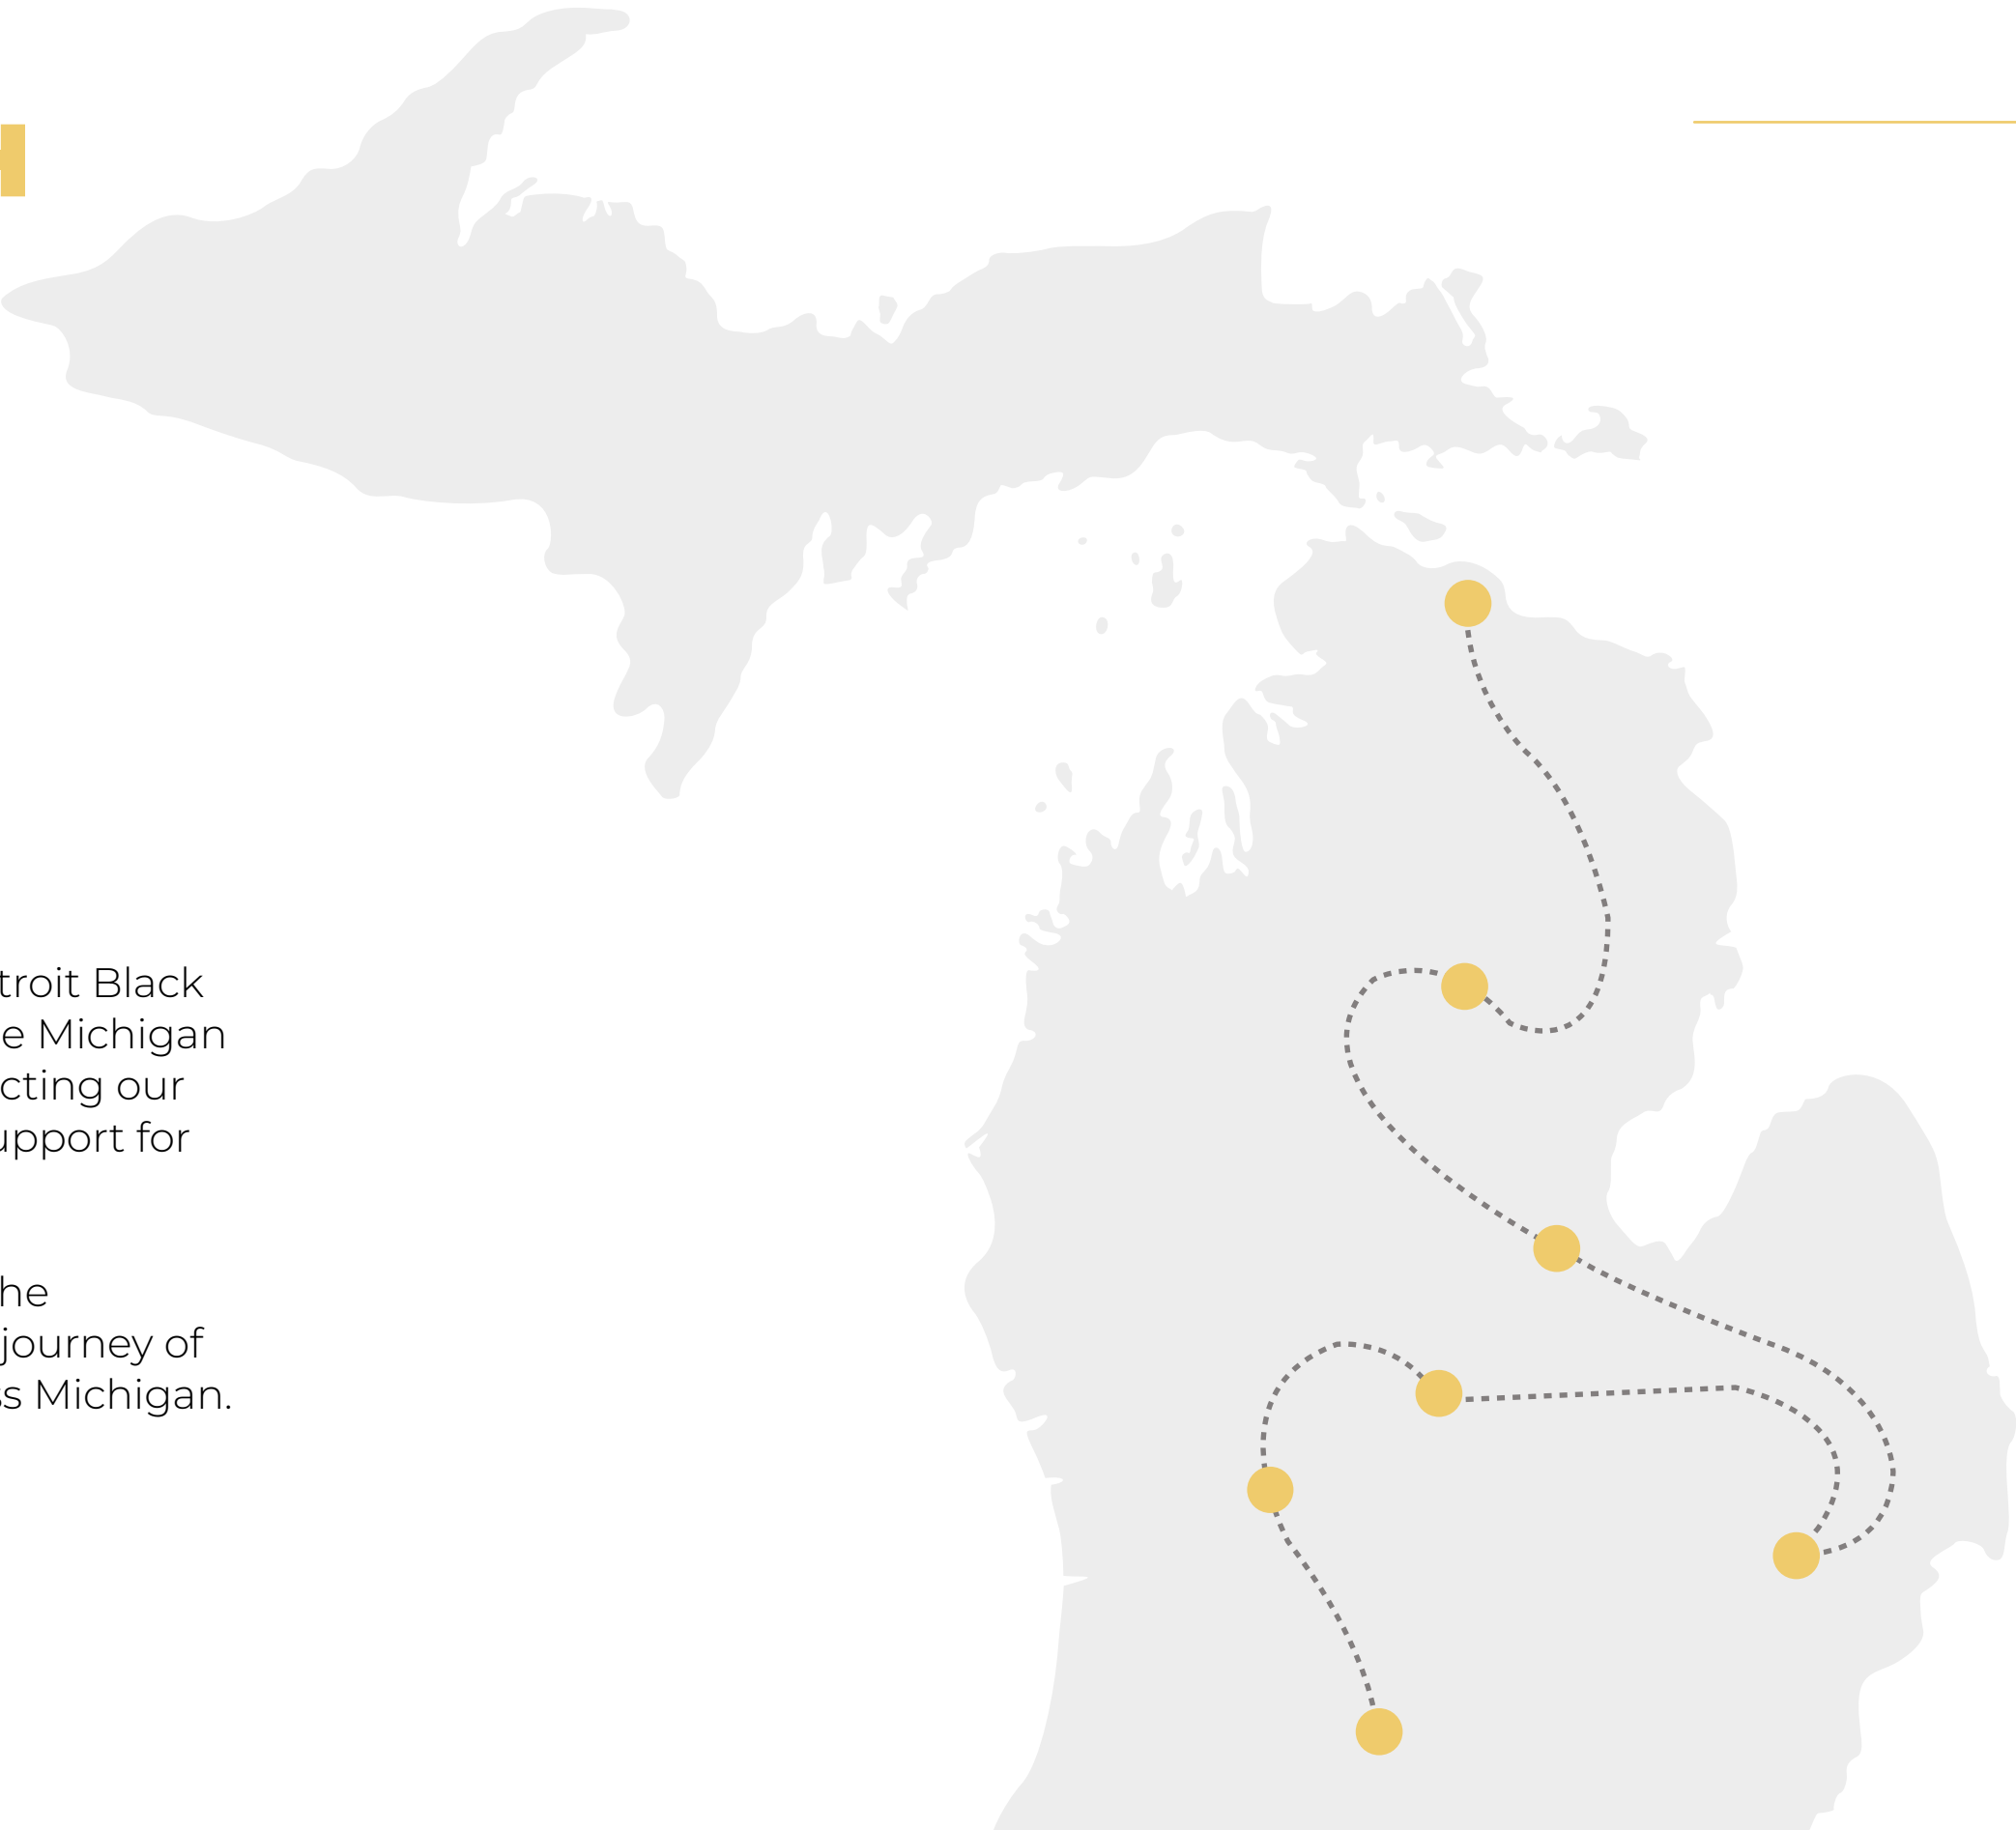 troit Black
e Michigan
cting our
upport for
he
journey of
s Michigan.